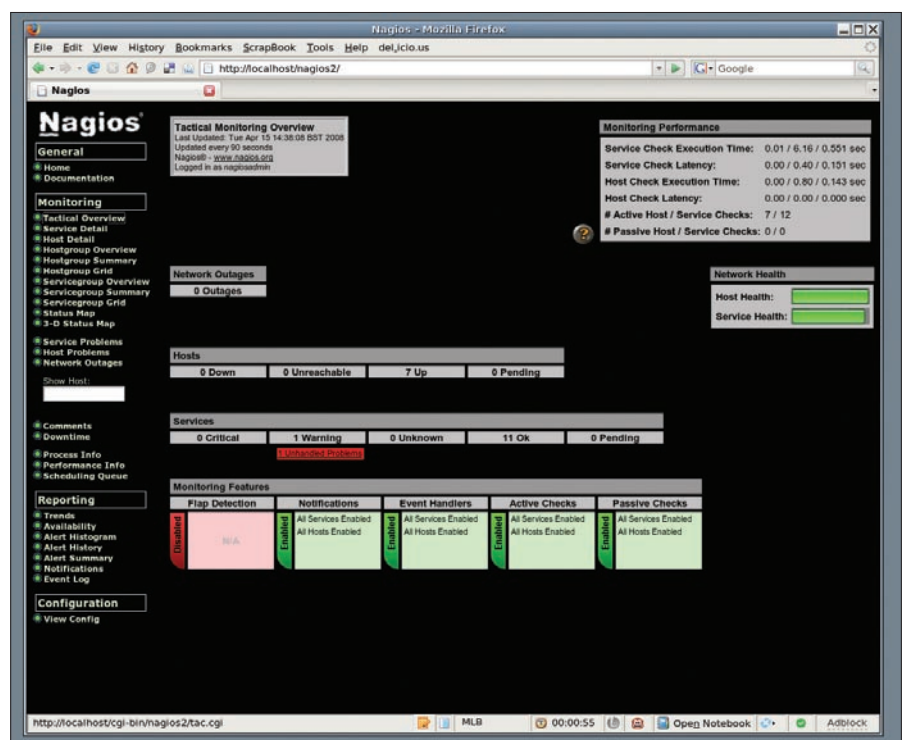 Nagios - Mozilla Firefox
File Edit View History Bookmarks ScrapBook Tools Help del.icio.us
http://localhost/nagios2/
Google
Nagios
Nagios®
General
Home
Documentation
Monitoring
Tactical Overview
Service Detail
Host Detail
Hostgroup Overview
Hostgroup Summary
Hostgroup Grid
Servicegroup Overview
Servicegroup Summary
Servicegroup Grid
Status Map
3-D Status Map
Service Problems
Host Problems
Network Outages
Show Host:
Comments
Downtime
Process Info
Performance Info
Scheduling Queue
Reporting
Trends
Availability
Alert Histogram
Alert History
Alert Summary
Notifications
Event Log
Configuration
View Config
Tactical Monitoring Overview
Last Updated: Tue Apr 15 14:36:08 BST 2008
Updated every 90 seconds
Nagios® - www.nagios.org
Logged in as nagiosadmin
Monitoring Performance
Service Check Execution Time: 0.01 / 6.16 / 0.551 sec
Service Check Latency: 0.00 / 0.40 / 0.151 sec
Host Check Execution Time: 0.00 / 0.80 / 0.143 sec
Host Check Latency: 0.00 / 0.00 / 0.000 sec
# Active Host / Service Checks: 7 / 12
# Passive Host / Service Checks: 0 / 0
Network Outages
0 Outages
Network Health
Host Health:
Service Health:
Hosts
0 Down 0 Unreachable 7 Up 0 Pending
Services
0 Critical 1 Warning 0 Unknown 11 Ok 0 Pending
1 Unhandled Problems
Monitoring Features
Flap Detection Notifications Event Handlers Active Checks Passive Checks
Disabled N/A
Enabled All Services Enabled All Hosts Enabled
Enabled All Services Enabled All Hosts Enabled
Enabled All Services Enabled All Hosts Enabled
Enabled All Services Enabled All Hosts Enabled
http://localhost/cgi-bin/nagios2/tac.cgi MLB 00:00:55 Open Notebook Adblock